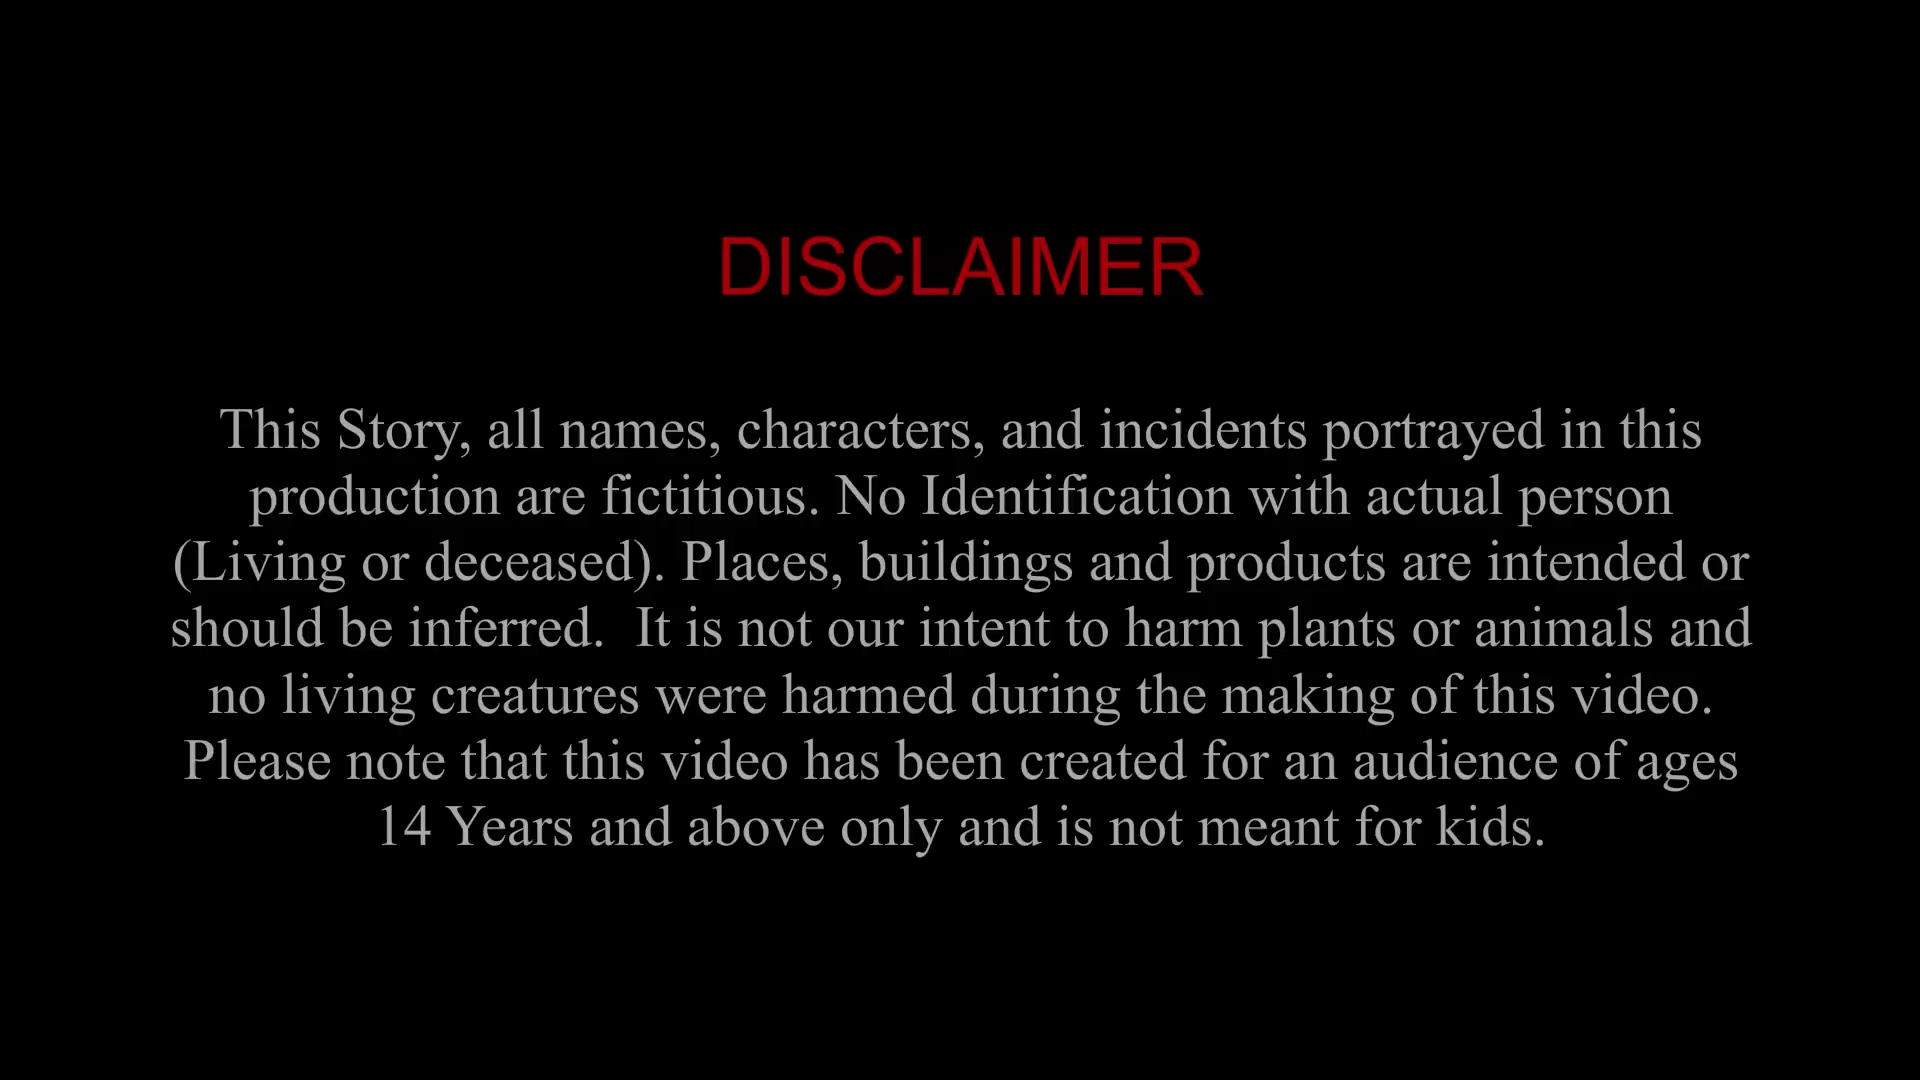 DISCLAIMER
This Story, all names, characters, and incidents portrayed in this
production are fictitious. No Identification with actual person
(Living or deceased). Places, buildings and products are intended or
should be inferred.  It is not our intent to harm plants or animals and
no living creatures were harmed during the making of this video.
Please note that this video has been created for an audience of ages
14 Years and above only and is not meant for kids.